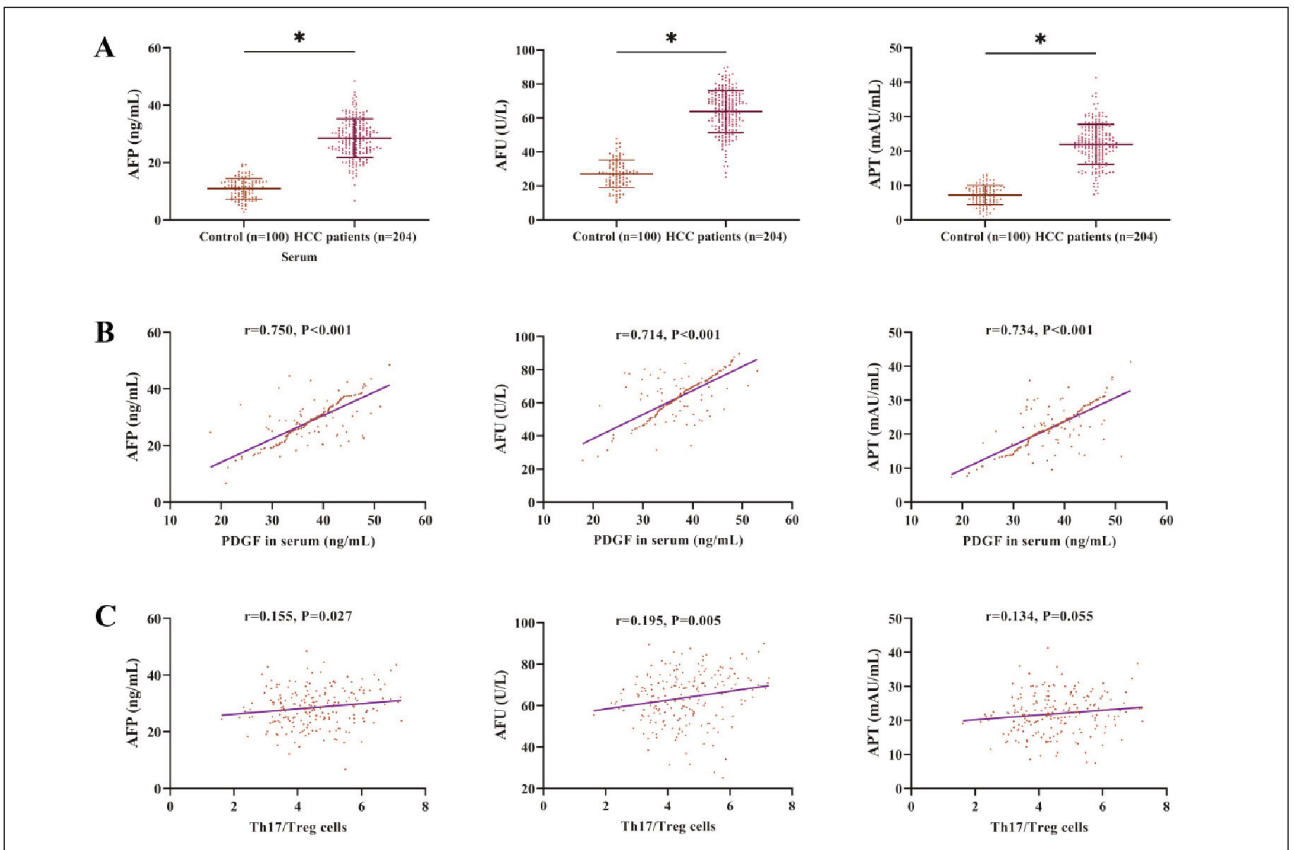 A
*
*
*
AFP (ng/mL)
60
40
20
0
Control (n=100) HCC patients (n=204)
Serum
AFU (U/L)
100
80
60
40
20
0
Control (n=100) HCC patients (n=204)
APT (mAU/mL)
50
40
30
20
10
0
Control (n=100) HCC patients (n=204)
B
r=0.750, P<0.001
AFP (ng/mL)
60
40
20
0
10 20 30 40 50 60
PDGF in serum (ng/mL)
r=0.714, P<0.001
AFU (U/L)
100
80
60
40
20
0
10 20 30 40 50 60
PDGF in serum (ng/mL)
r=0.734, P<0.001
APT (mAU/mL)
50
40
30
20
10
0
10 20 30 40 50 60
PDGF in serum (ng/mL)
C
r=0.155, P=0.027
AFP (ng/mL)
60
40
20
0
0 2 4 6 8
Th17/Treg cells
r=0.195, P=0.005
AFU (U/L)
100
80
60
40
20
0 2 4 6 8
Th17/Treg cells
r=0.134, P=0.055
APT (mAU/mL)
50
40
30
20
10
0
0 2 4 6 8
Th17/Treg cells